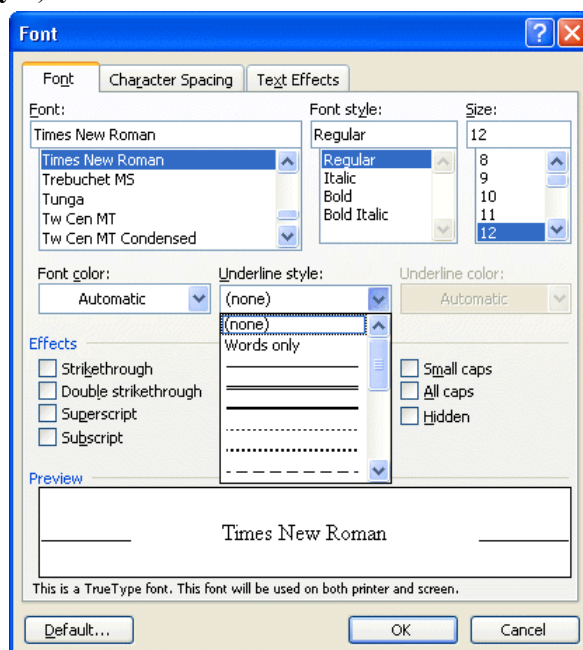 Font
Font
Character Spacing
Text Effects
Font:
Font style:
Size:
Times New Roman
Regular
12
Times New Roman
Trebuchet MS
Tunga
Tw Cen MT
Tw Cen MT Condensed
Regular
Italic
Bold
Bold Italic
8
9
10
11
12
Font color:
Underline style:
Underline color:
Automatic
(none)
Automatic
(none)
Words only
Effects
Strikethrough
Double strikethrough
Superscript
Subscript
Small caps
All caps
Hidden
Preview
Times New Roman
This is a TrueType font. This font will be used on both printer and screen.
Default...
OK
Cancel